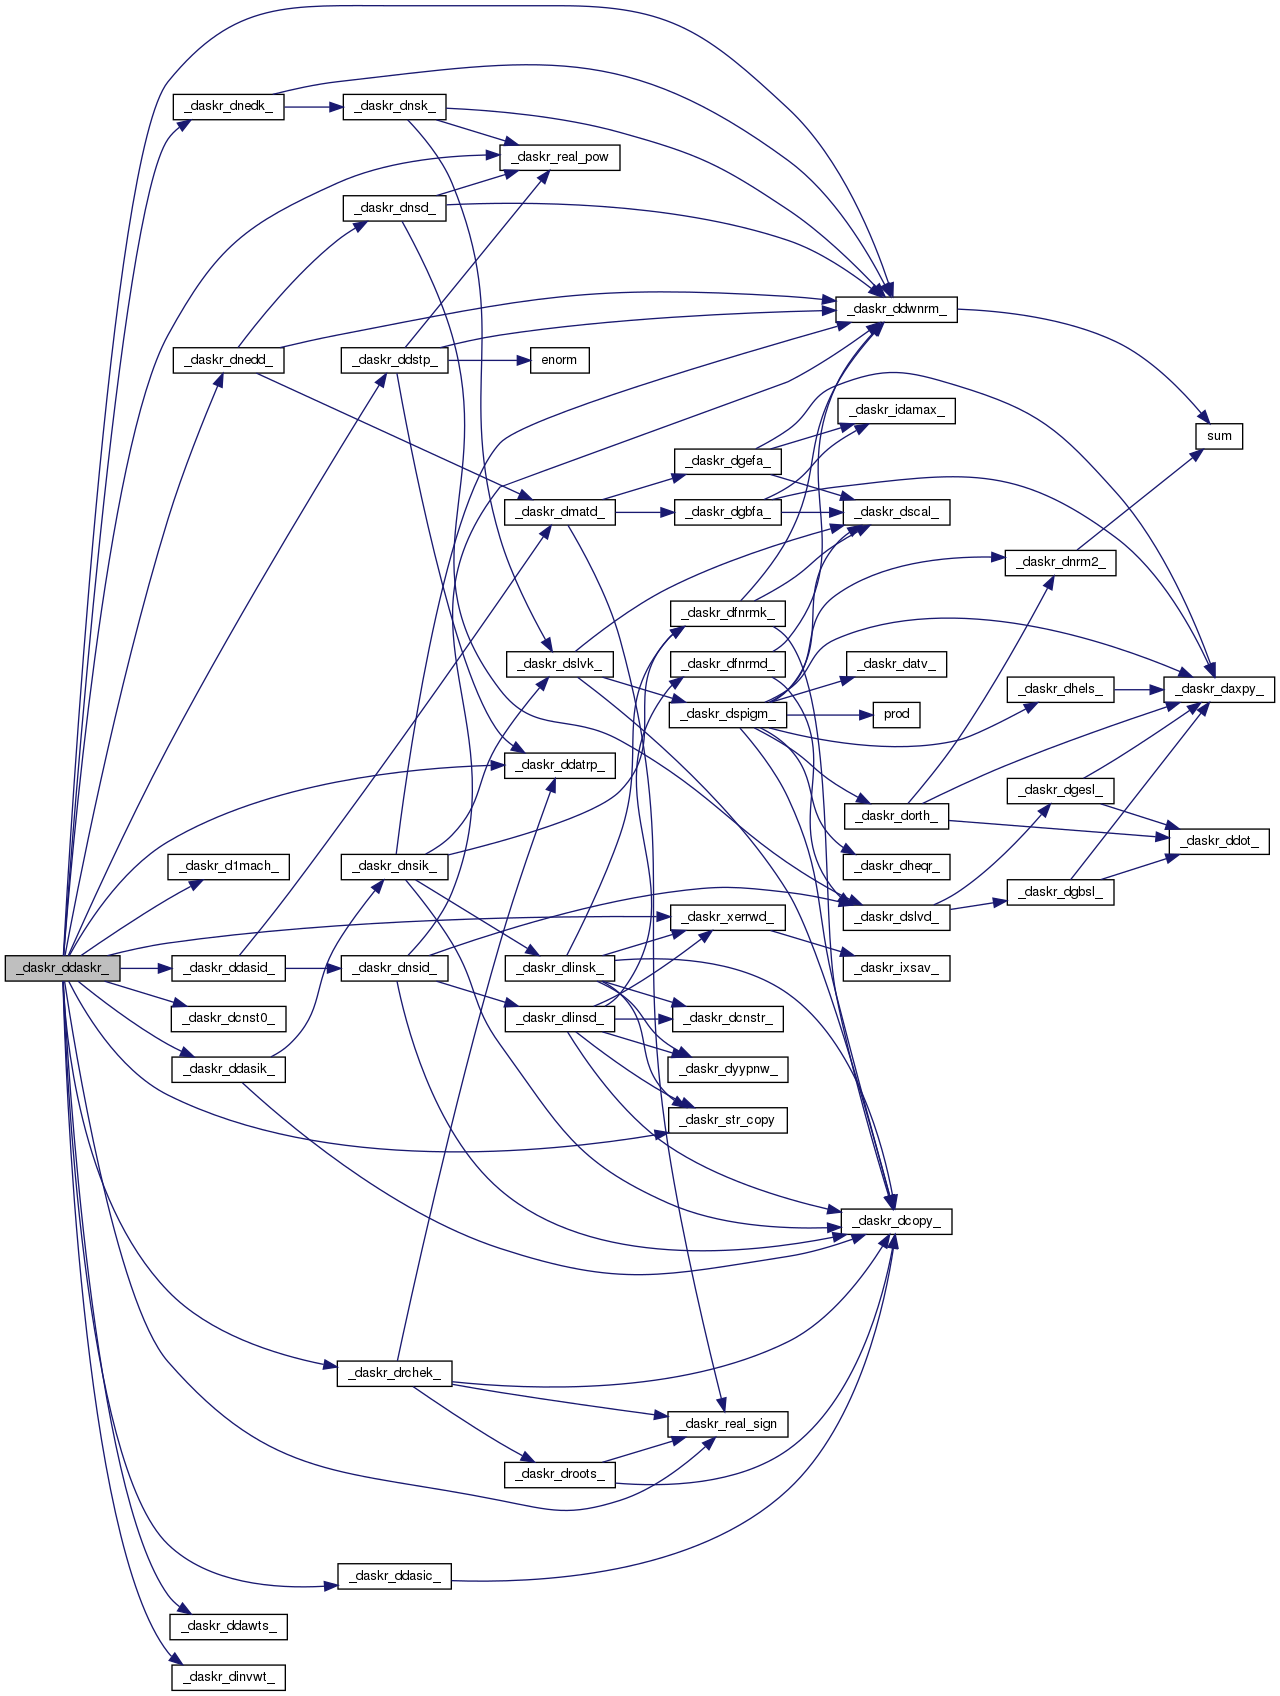 _daskr_dnedk_
_daskr_dnsk_
_daskr_real_pow
_daskr_dnsd_
_daskr_ddwnrm_
_daskr_dnedd_
_daskr_ddstp_
enorm
_daskr_idamax_
sum
_daskr_dgefa_
_daskr_dmatd_
_daskr_dgbfa_
_daskr_dscal_
_daskr_dnrm2_
_daskr_dfnrmk_
_daskr_dslvk_
_daskr_dfnrmd_
_daskr_datv_
_daskr_dhels_
_daskr_daxpy_
_daskr_dspigm_
prod
_daskr_ddatrp_
_daskr_dgesl_
_daskr_dorth_
_daskr_ddot_
_daskr_d1mach_
_daskr_dnsik_
_daskr_dheqr_
_daskr_dgbsl_
_daskr_xerrwd_
_daskr_dslvd_
_daskr_ddaskr_
_daskr_ddasid_
_daskr_dnsid_
_daskr_dlinsk_
_daskr_ixsav_
_daskr_dcnst0_
_daskr_dlinsd_
_daskr_dcnstr_
_daskr_ddasik_
_daskr_dyypnw_
_daskr_str_copy
_daskr_dcopy_
_daskr_drchek_
_daskr_real_sign
_daskr_droots_
_daskr_ddasic_
_daskr_ddawts_
_daskr_dinvwt_